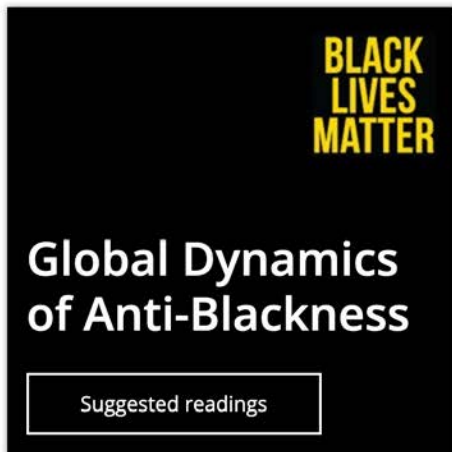 BLACK
LIVES
MATTER
Global Dynamics
of Anti-Blackness
Suggested readings